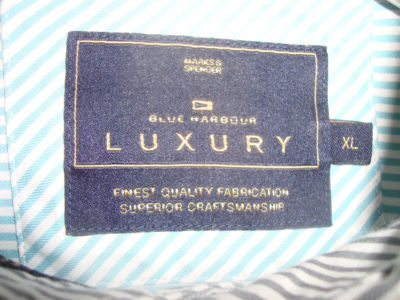 MARKS &
SPENCER
BLUE HARBOUR
LUXURY
XL
FINEST QUALITY FABRICATION
SUPERIOR CRAFTSMANSHIP